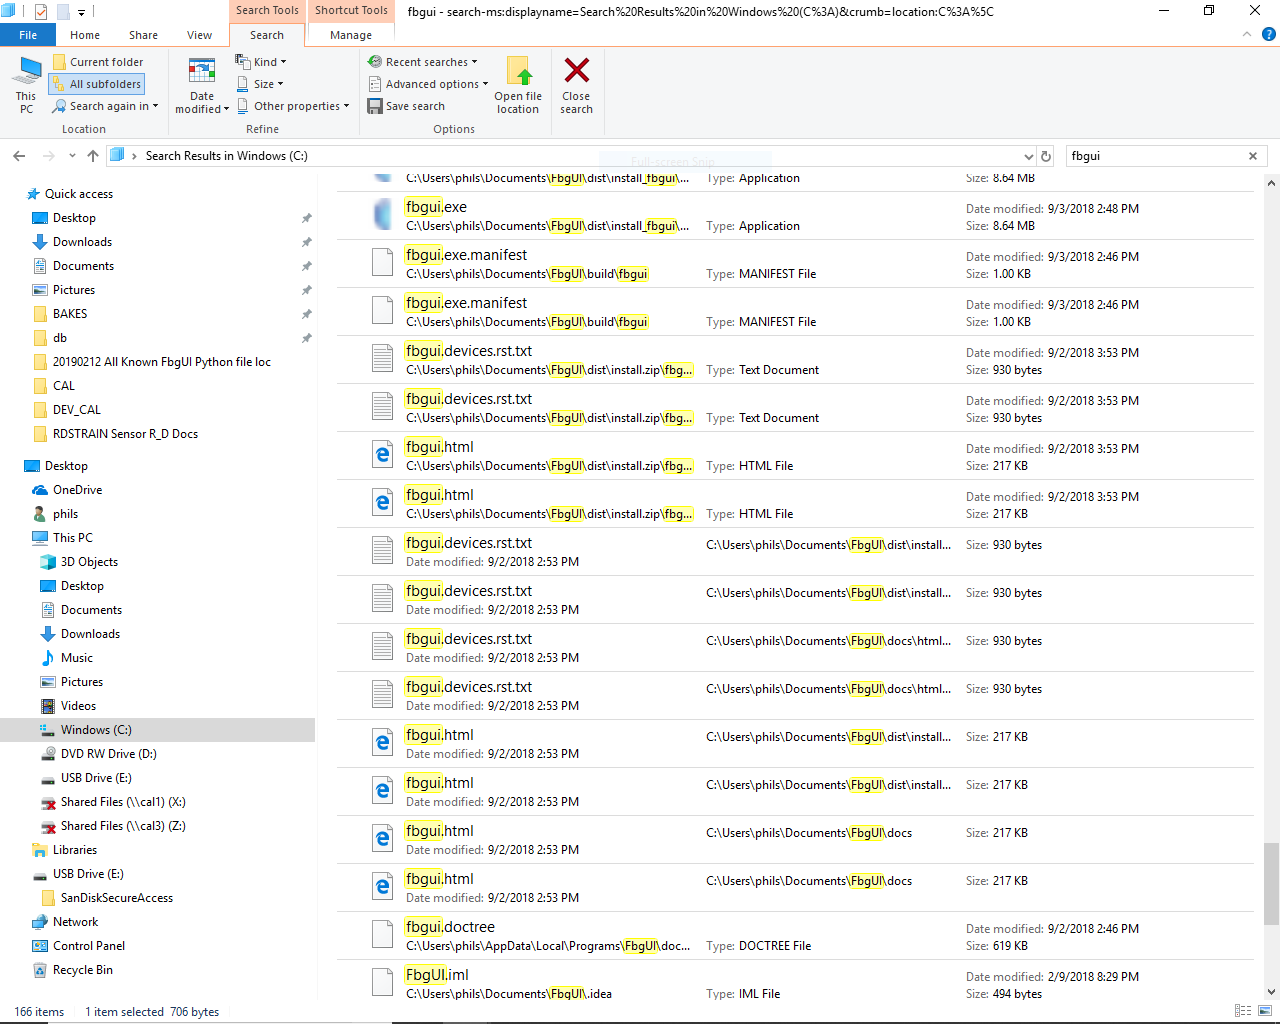 Search Tools Shortcut Tools fbgui - search-ms:displayname=Search%20Results%20in%20Windows%20(C%3A)&crumb=location:C%3A%5C
File Home Share View Search Manage
This PC
Current folder
All subfolders
Search again in
Location
Date modified
Kind
Size
Other properties
Refine
Recent searches
Advanced options
Save search
Options
Open file location
Close search
Full-screen Snip
Search Results in Windows (C:)
fbgui
Quick access
Desktop
Downloads
Documents
Pictures
BAKES
db
20190212 All Known FbgUI Python file loc
CAL
DEV_CAL
RDSTRAIN Sensor R_D Docs
Desktop
OneDrive
phils
This PC
3D Objects
Desktop
Documents
Downloads
Music
Pictures
Videos
Windows (C:)
DVD RW Drive (D:)
USB Drive (E:)
Shared Files (\\cal1) (X:)
Shared Files (\\cal3) (Z:)
Libraries
USB Drive (E:)
SanDiskSecureAccess
Network
Control Panel
Recycle Bin
C:\Users\phils\Documents\FbgUI\dist\install_fbgui\... Type: Application Size: 8.64 MB
fbgui.exe Date modified: 9/3/2018 2:48 PM
C:\Users\phils\Documents\FbgUI\dist\install_fbgui\... Type: Application Size: 8.64 MB
fbgui.exe.manifest Date modified: 9/3/2018 2:46 PM
C:\Users\phils\Documents\FbgUI\build\fbgui Type: MANIFEST File Size: 1.00 KB
fbgui.exe.manifest Date modified: 9/3/2018 2:46 PM
C:\Users\phils\Documents\FbgUI\build\fbgui Type: MANIFEST File Size: 1.00 KB
fbgui.devices.rst.txt Date modified: 9/2/2018 3:53 PM
C:\Users\phils\Documents\FbgUI\dist\install.zip\fbg... Type: Text Document Size: 930 bytes
fbgui.devices.rst.txt Date modified: 9/2/2018 3:53 PM
C:\Users\phils\Documents\FbgUI\dist\install.zip\fbg... Type: Text Document Size: 930 bytes
fbgui.html Date modified: 9/2/2018 3:53 PM
C:\Users\phils\Documents\FbgUI\dist\install.zip\fbg... Type: HTML File Size: 217 KB
fbgui.html Date modified: 9/2/2018 3:53 PM
C:\Users\phils\Documents\FbgUI\dist\install.zip\fbg... Type: HTML File Size: 217 KB
fbgui.devices.rst.txt C:\Users\phils\Documents\FbgUI\dist\install... Size: 930 bytes
Date modified: 9/2/2018 2:53 PM
fbgui.devices.rst.txt C:\Users\phils\Documents\FbgUI\dist\install... Size: 930 bytes
Date modified: 9/2/2018 2:53 PM
fbgui.devices.rst.txt C:\Users\phils\Documents\FbgUI\docs\html... Size: 930 bytes
Date modified: 9/2/2018 2:53 PM
fbgui.devices.rst.txt C:\Users\phils\Documents\FbgUI\docs\html... Size: 930 bytes
Date modified: 9/2/2018 2:53 PM
fbgui.html C:\Users\phils\Documents\FbgUI\dist\install... Size: 217 KB
Date modified: 9/2/2018 2:53 PM
fbgui.html C:\Users\phils\Documents\FbgUI\dist\install... Size: 217 KB
Date modified: 9/2/2018 2:53 PM
fbgui.html C:\Users\phils\Documents\FbgUI\docs Size: 217 KB
Date modified: 9/2/2018 2:53 PM
fbgui.html C:\Users\phils\Documents\FbgUI\docs Size: 217 KB
Date modified: 9/2/2018 2:53 PM
fbgui.doctree Date modified: 9/2/2018 2:46 PM
C:\Users\phils\AppData\Local\Programs\FbgUI\doc... Type: DOCTREE File Size: 619 KB
FbgUI.iml Date modified: 2/9/2018 8:29 PM
C:\Users\phils\Documents\FbgUI\.idea Type: IML File Size: 494 bytes
166 items 1 item selected 706 bytes